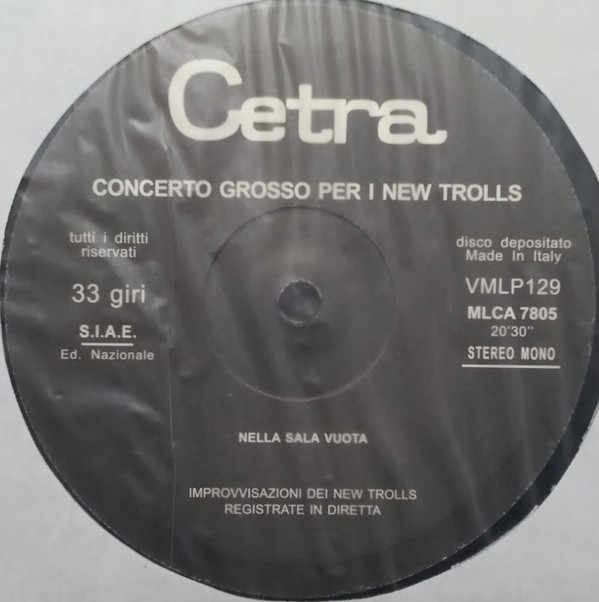 Cetra
CONCERTO GROSSO PER I NEW TROLLS
tutti i diritti
riservati
33 giri
S.I.A.E.
Ed. Nazionale
disco depositato
Made In Italy
VMLP129
MLCA 7805
20'30"
STEREO MONO
NELLA SALA VUOTA
IMPROVVISAZIONI DEI NEW TROLLS
REGISTRATE IN DIRETTA